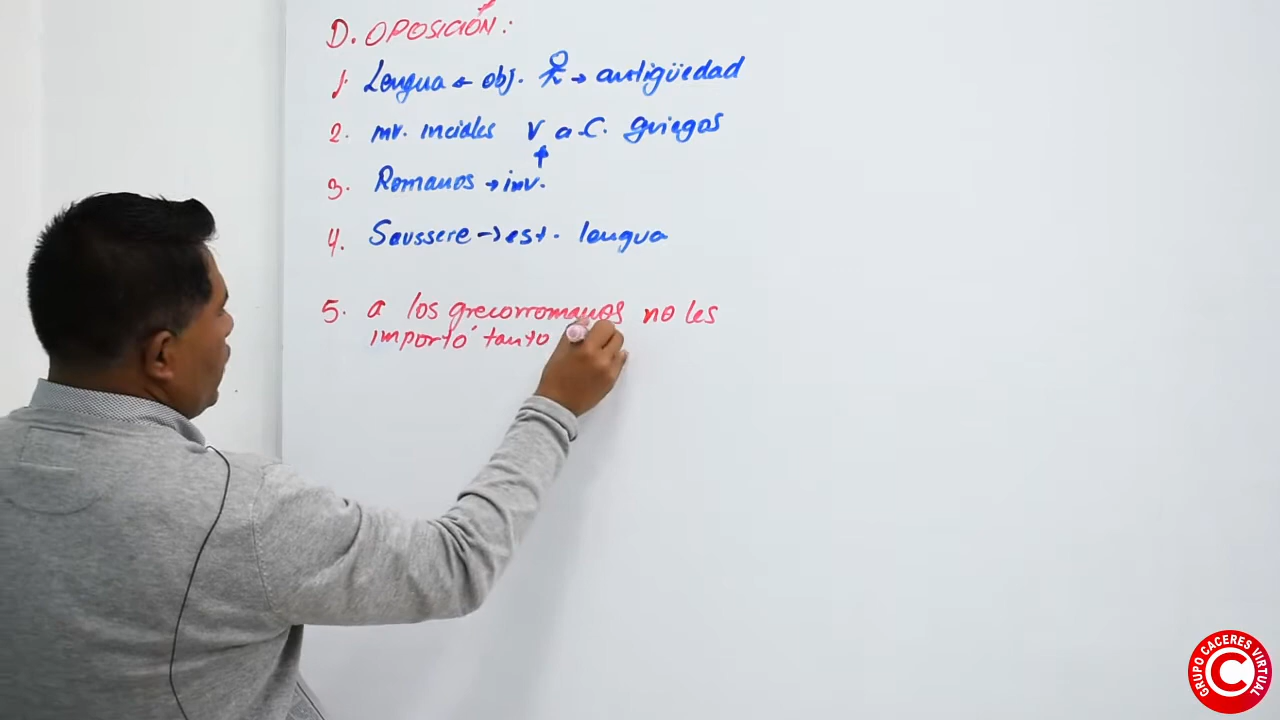 D. OPOSICIÓN:
1. Lengua ← obj. → antigüedad
2. inv. inciales V a.C. griegos
3. Romanos → inv.
4. Saussere → est. lengua
5. a los grecorromanos no les
importó tanto
GRUPO CACERES VIRTUAL
C